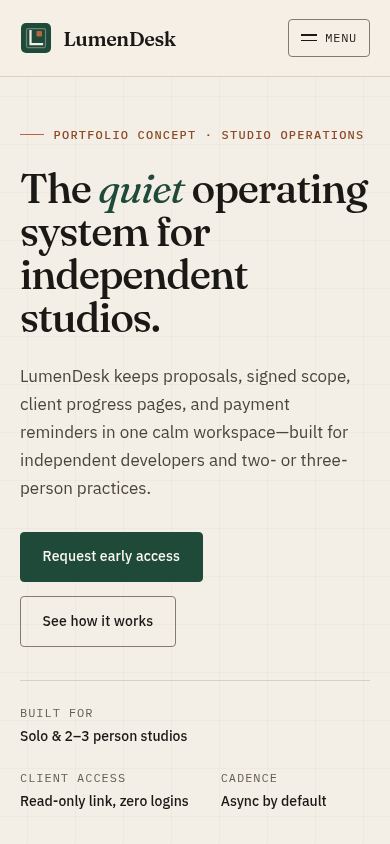 LumenDesk
MENU
PORTFOLIO CONCEPT · STUDIO OPERATIONS
The quiet operating
system for
independent
studios.
LumenDesk keeps proposals, signed scope,
client progress pages, and payment
reminders in one calm workspace—built for
independent developers and two- or three-
person practices.
Request early access
See how it works
BUILT FOR
Solo & 2–3 person studios
CLIENT ACCESS
Read-only link, zero logins
CADENCE
Async by default